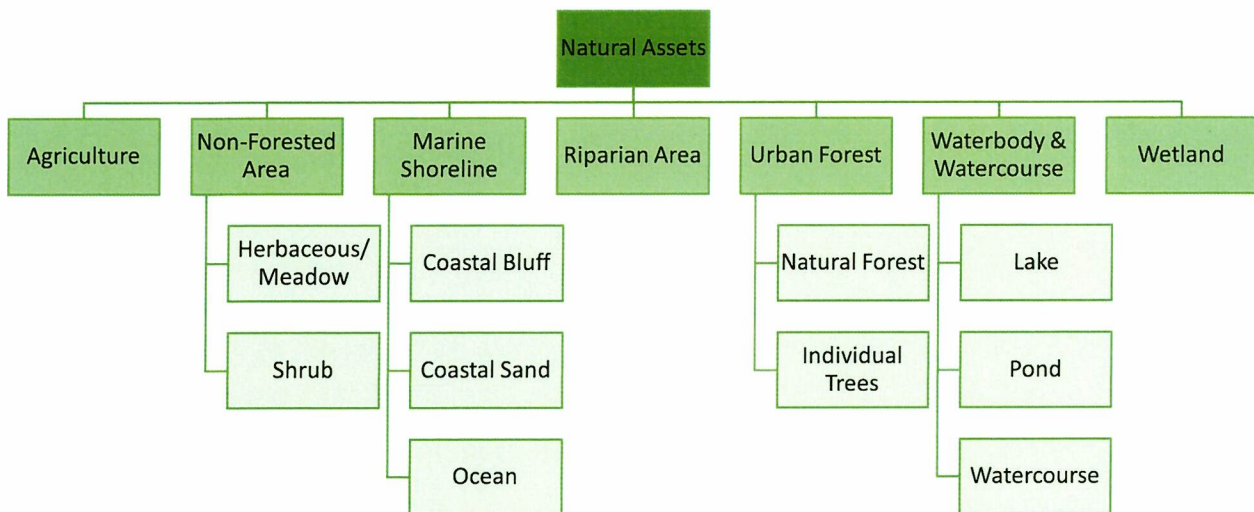 Natural Assets
Agriculture
Non-Forested
Area
Marine
Shoreline
Riparian Area
Urban Forest
Waterbody &
Watercourse
Wetland
Herbaceous/
Meadow
Coastal Bluff
Natural Forest
Lake
Shrub
Coastal Sand
Individual
Trees
Pond
Ocean
Watercourse